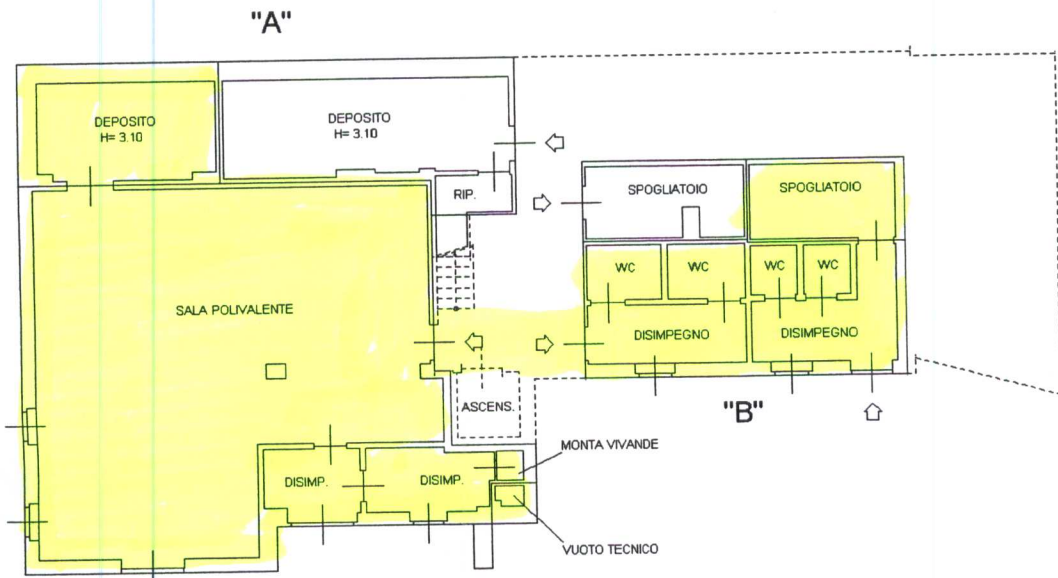 "A"
DEPOSITO
H= 3.10
DEPOSITO
H= 3.10
RIP.
SPOGLIATOIO
SPOGLIATOIO
WC
WC
WC
WC
SALA POLIVALENTE
DISIMPEGNO
DISIMPEGNO
ASCENS.
"B"
MONTA VIVANDE
DISIMP.
DISIMP.
VUOTO TECNICO